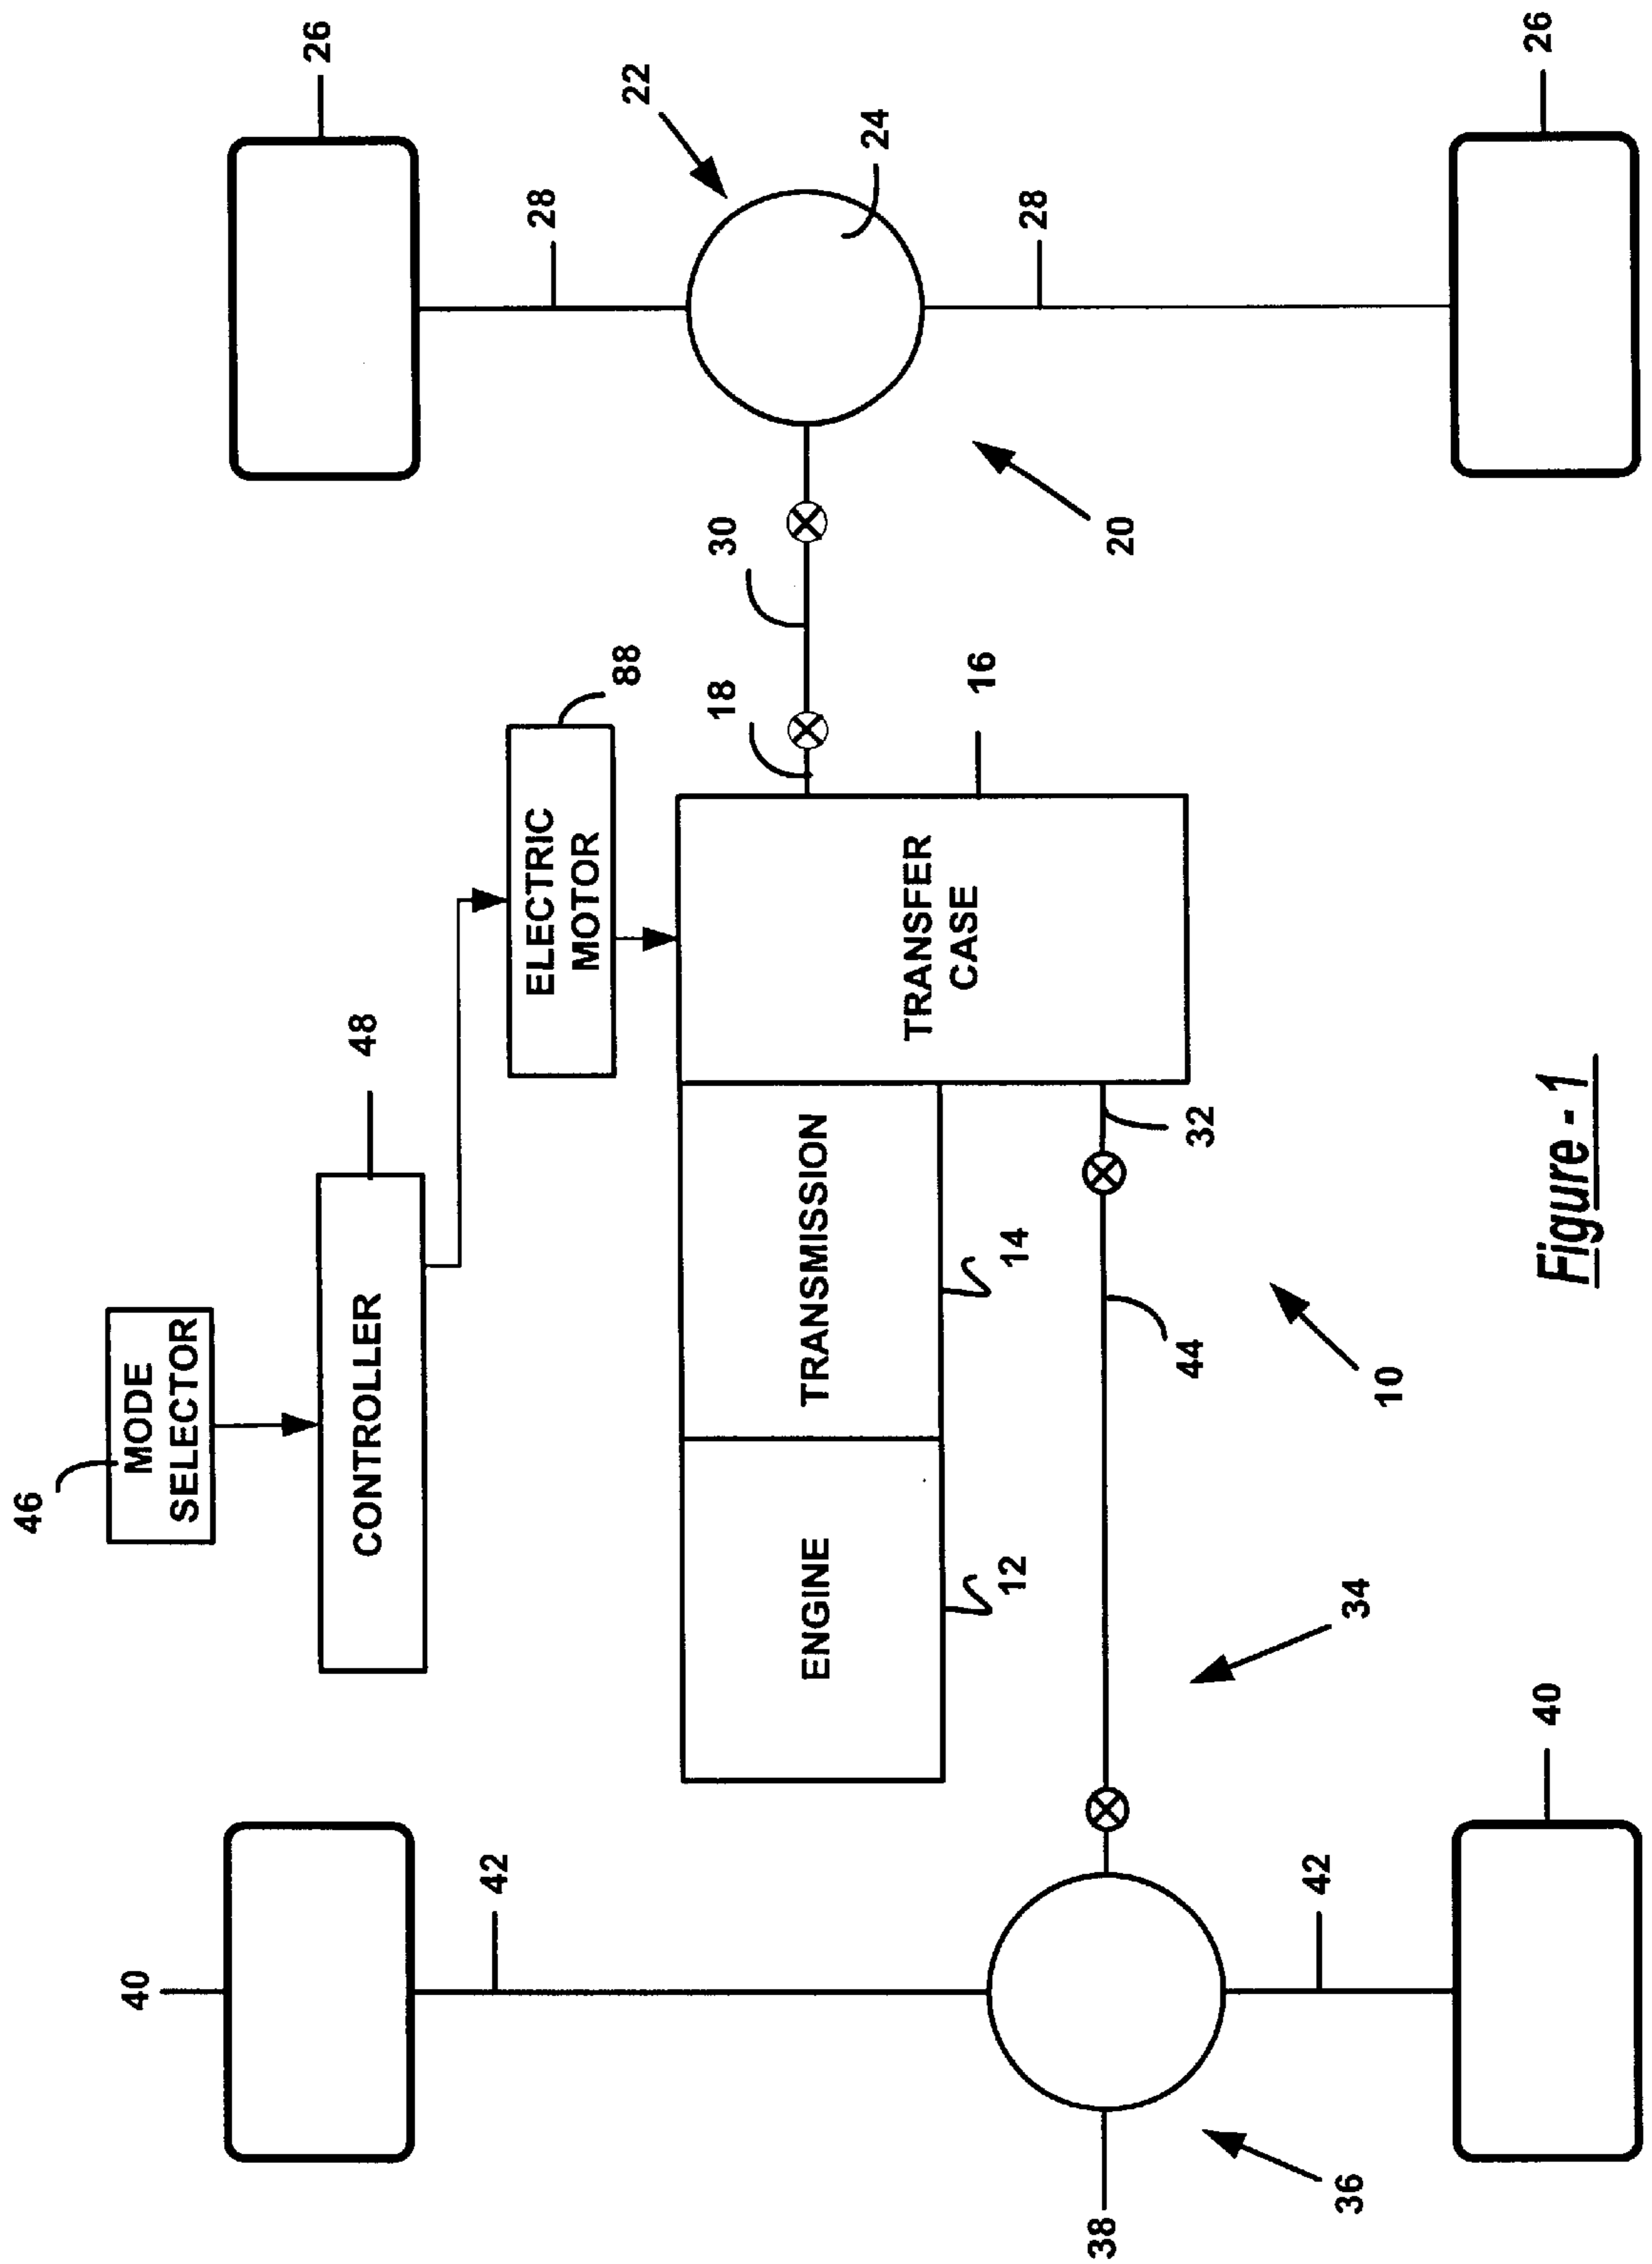 46
40
26
MODE
SELECTOR
CONTROLLER
48
42
28
ELECTRIC
MOTOR
88
22
18
30
ENGINE
TRANSMISSION
24
TRANSFER
CASE
16
12
14
28
38
20
44
32
42
36
34
10
40
26
Figure - 1